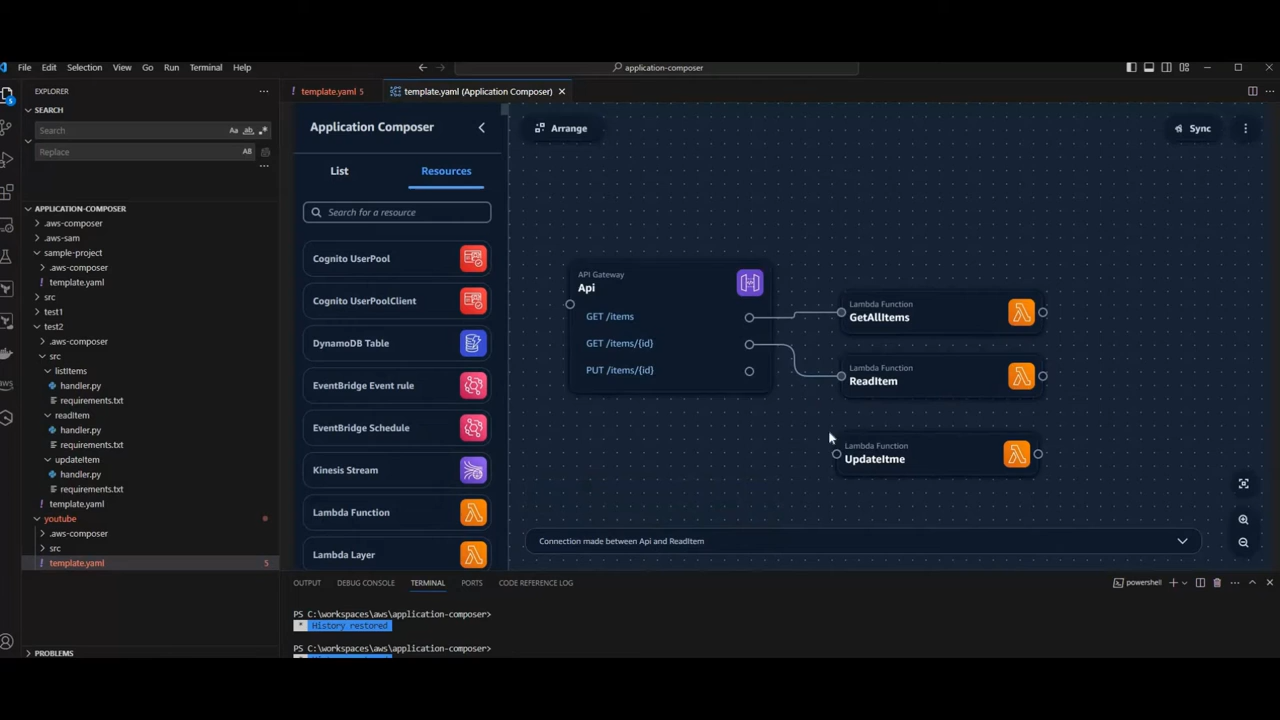 File Edit Selection View Go Run Terminal Help
application-composer
EXPLORER
SEARCH
Search
Aa
ab
Replace
AB
APPLICATION-COMPOSER
.aws-composer
.aws-sam
sample-project
.aws-composer
template.yaml
src
test1
test2
.aws-composer
src
listItems
handler.py
requirements.txt
readItem
handler.py
requirements.txt
updateItem
handler.py
requirements.txt
template.yaml
youtube
.aws-composer
src
template.yaml 5
PROBLEMS
template.yaml 5
template.yaml (Application Composer)
Application Composer
List
Resources
Search for a resource
Cognito UserPool
Cognito UserPoolClient
DynamoDB Table
EventBridge Event rule
EventBridge Schedule
Kinesis Stream
Lambda Function
Lambda Layer
Arrange
Sync
API Gateway
Api
GET /items
GET /items/{id}
PUT /items/{id}
Lambda Function
GetAllItems
Lambda Function
ReadItem
Lambda Function
UpdateItme
Connection made between Api and ReadItem
OUTPUT DEBUG CONSOLE TERMINAL PORTS CODE REFERENCE LOG
powershell
PS C:\workspaces\aws\application-composer>
* History restored
PS C:\workspaces\aws\application-composer>